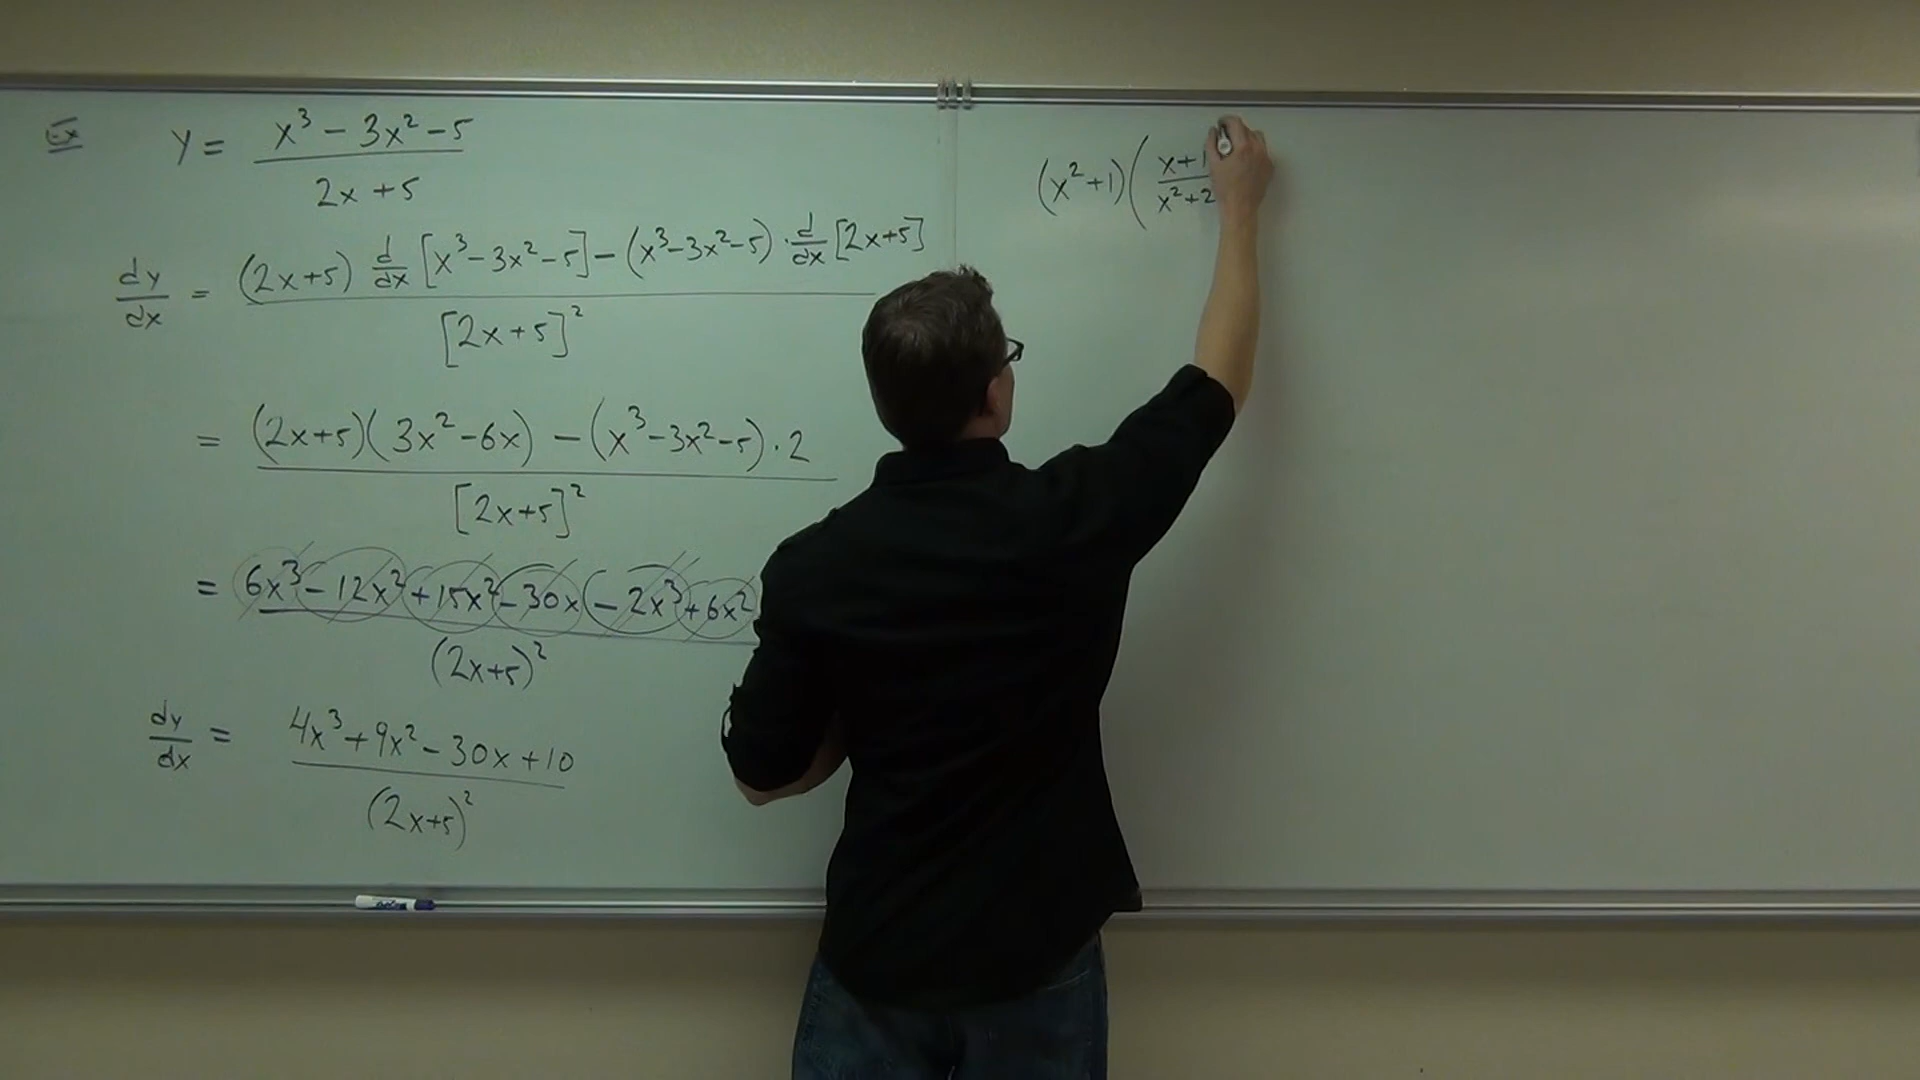 Ex y = x³ - 3x² - 5 / 2x + 5
dy/dx = (2x+5) d/dx [x³-3x²-5] - (x³-3x²-5) · d/dx [2x+5] / [2x+5]²
= (2x+5)(3x²-6x) - (x³-3x²-5) · 2 / [2x+5]²
= 6x³ - 12x² + 15x² - 30x - 2x³ + 6x² / (2x+5)²
dy/dx = 4x³ + 9x² - 30x + 10 / (2x+5)²
(x²+1)( x+1 / x²+2